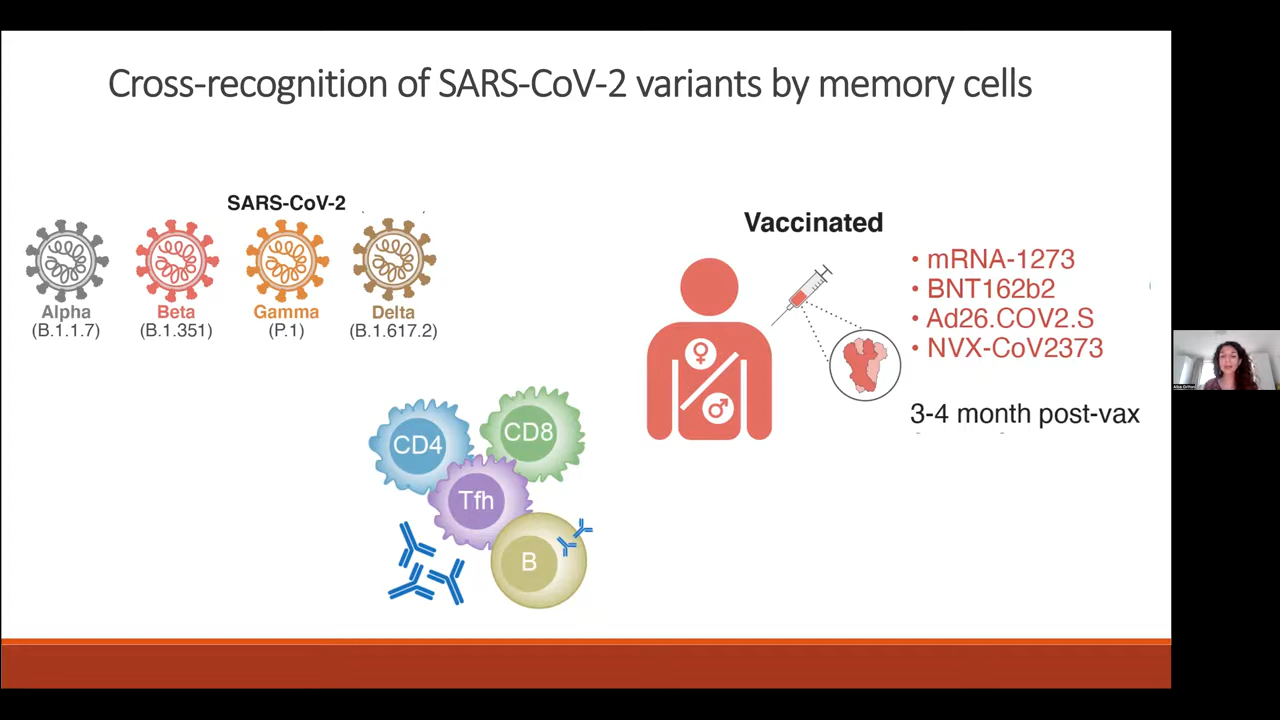 Cross-recognition of SARS-CoV-2 variants by memory cells
SARS-CoV-2
Alpha
(B.1.1.7)
Beta
(B.1.351)
Gamma
(P.1)
Delta
(B.1.617.2)
CD4
CD8
Tfh
B
Vaccinated
• mRNA-1273
• BNT162b2
• Ad26.COV2.S
• NVX-CoV2373
3-4 month post-vax
Alba Grifoni